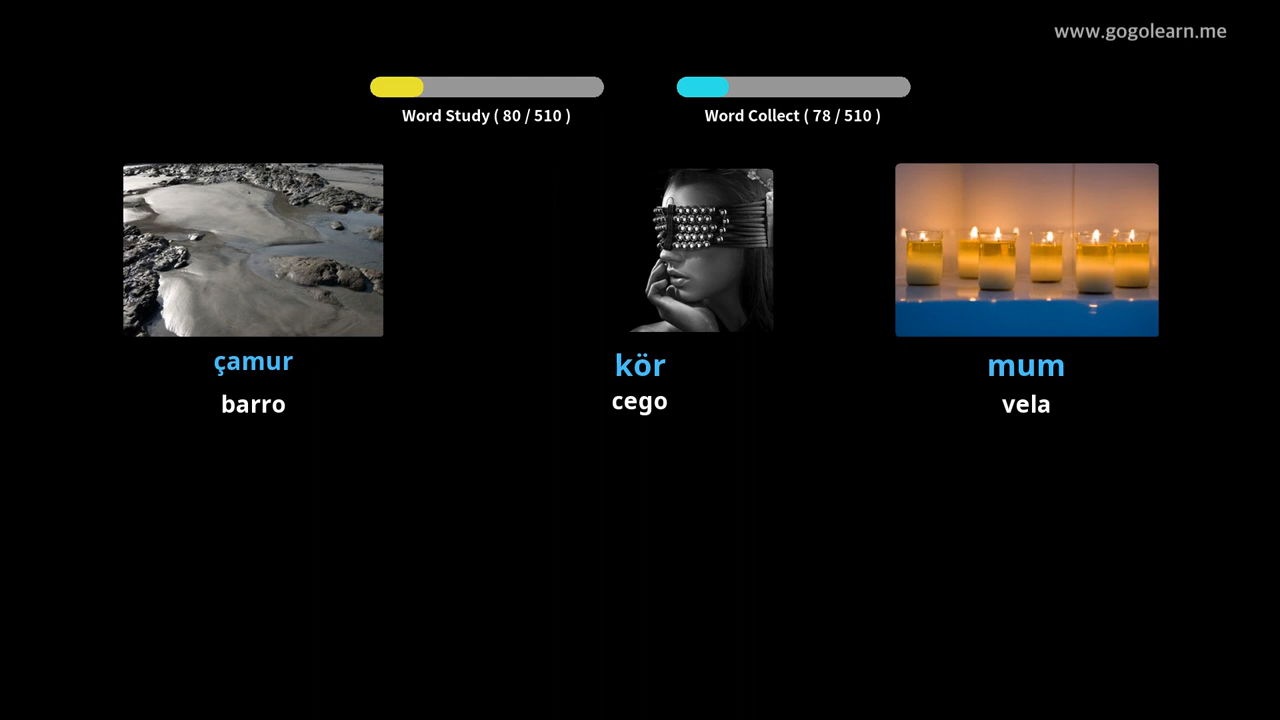 www.gogolearn.me
Word Study ( 80 / 510 )
Word Collect ( 78 / 510 )
çamur
kör
mum
barro
cego
vela